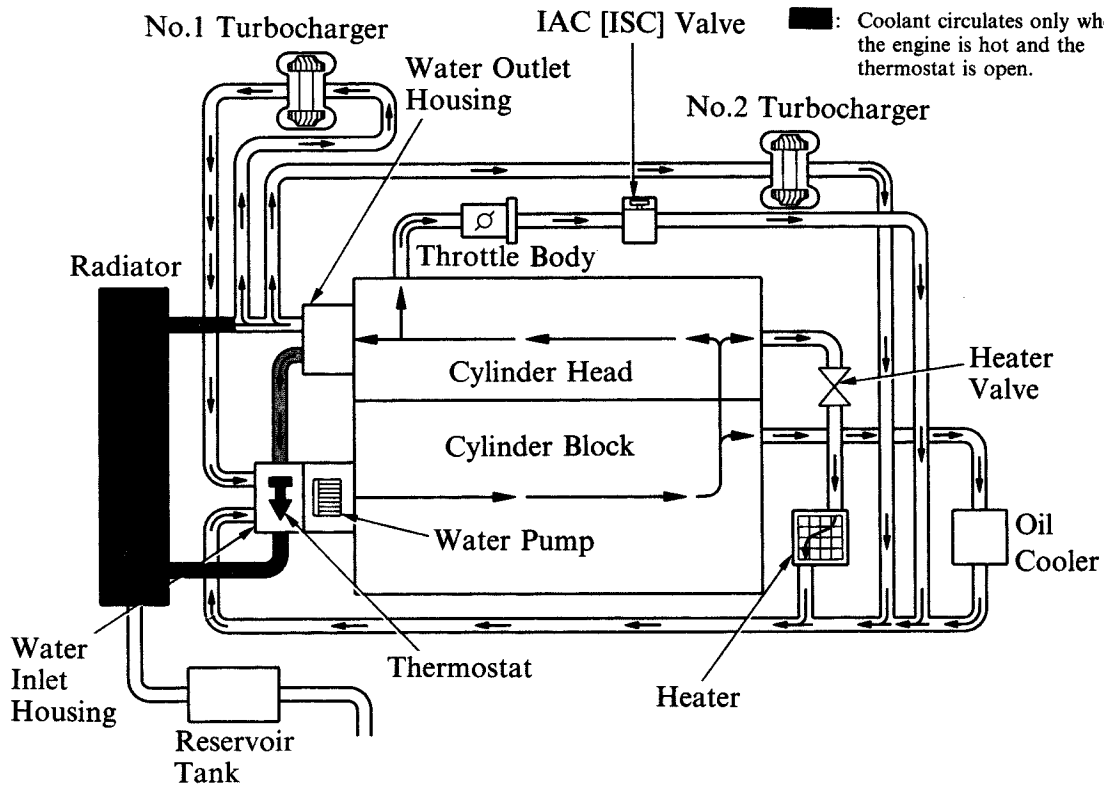 No.1 Turbocharger
IAC [ISC] Valve
: Coolant circulates only
the engine is hot and the
thermostat is open.
Water Outlet
Housing
No.2 Turbocharger
Throttle Body
Radiator
Cylinder Head
Heater
Valve
Cylinder Block
Water Pump
Oil
Cooler
Water
Inlet
Housing
Thermostat
Heater
Reservoir
Tank